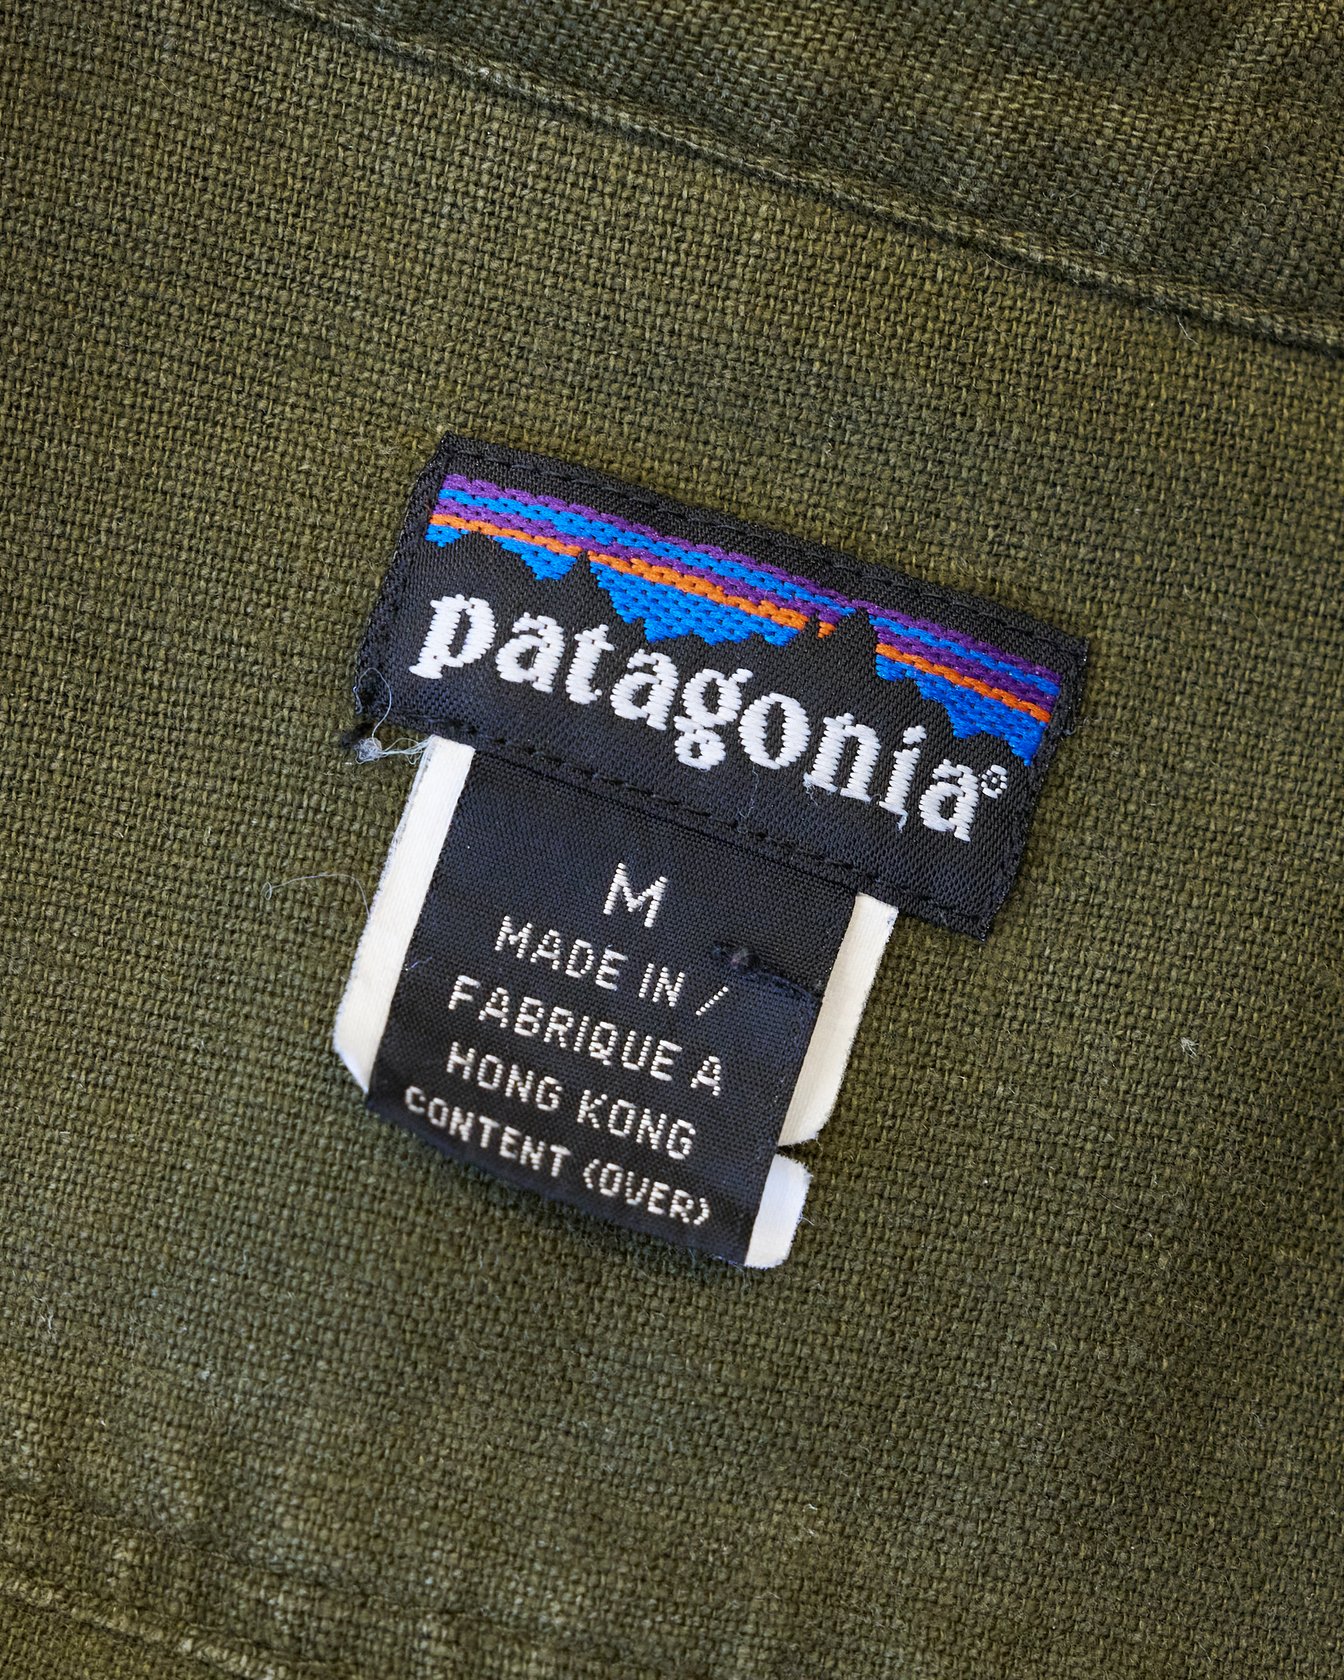 patagonia®
M
MADE IN /
FABRIQUE A
HONG KONG
CONTENT (OVER)